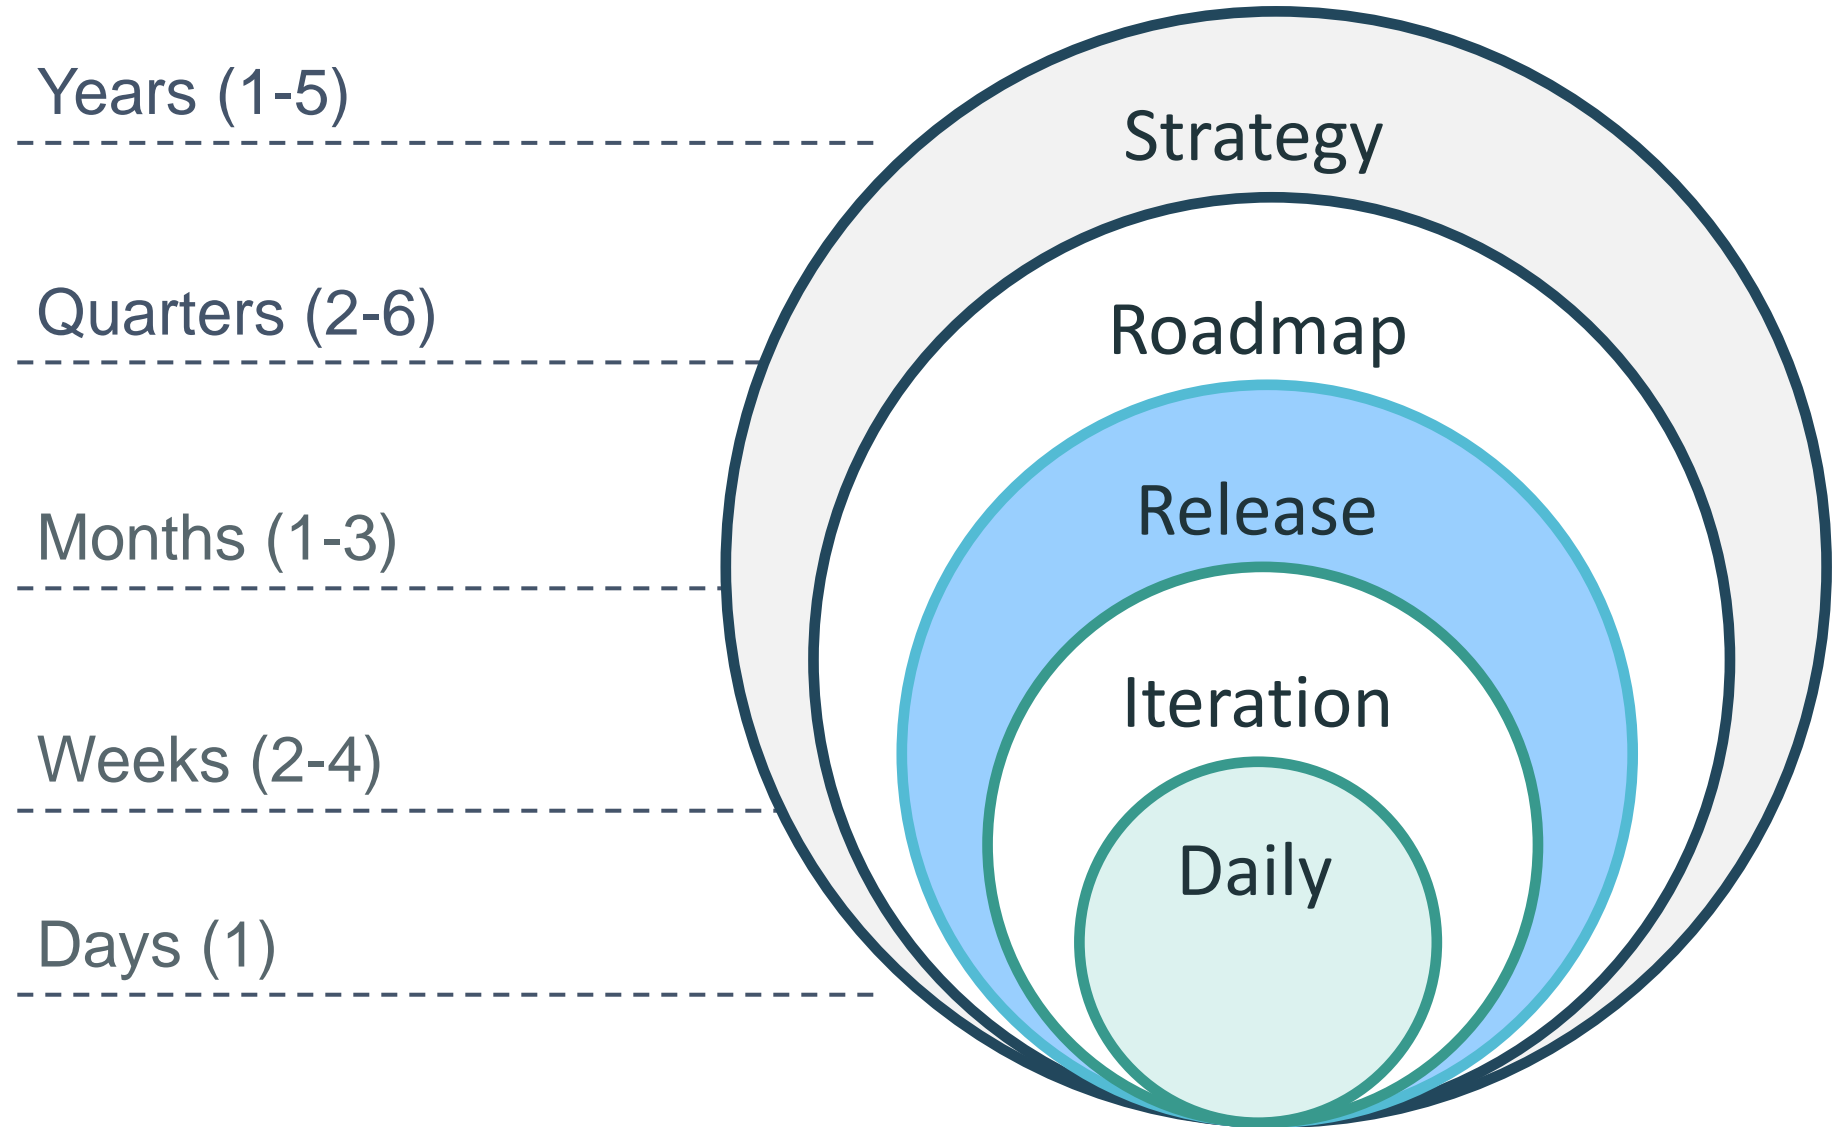 Years (1-5)
Strategy
Quarters (2-6)
Roadmap
Months (1-3)
Release
Weeks (2-4)
Iteration
Days (1)
Daily